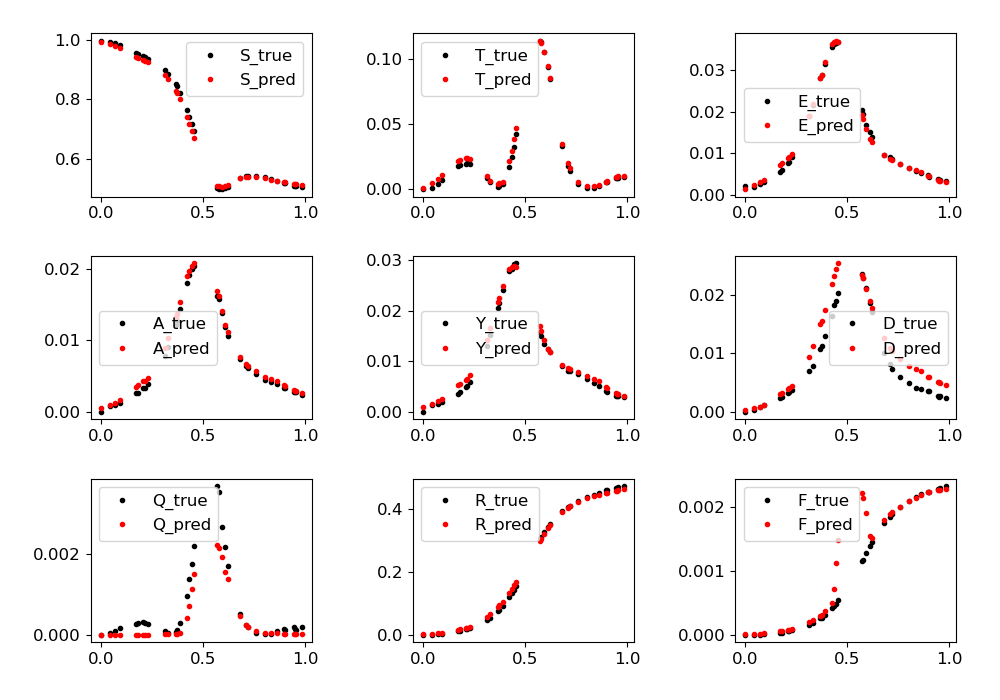 1.0
0.8
0.6
0.0 0.5 1.0
S_true
S_pred
0.10
0.05
0.00
0.0 0.5 1.0
T_true
T_pred
0.03
0.02
0.01
0.00
0.0 0.5 1.0
E_true
E_pred
0.02
0.01
0.00
0.0 0.5 1.0
A_true
A_pred
0.03
0.02
0.01
0.00
0.0 0.5 1.0
Y_true
Y_pred
0.02
0.01
0.00
0.0 0.5 1.0
D_true
D_pred
0.002
0.000
0.0 0.5 1.0
Q_true
Q_pred
0.4
0.2
0.0
0.0 0.5 1.0
R_true
R_pred
0.002
0.001
0.000
0.0 0.5 1.0
F_true
F_pred